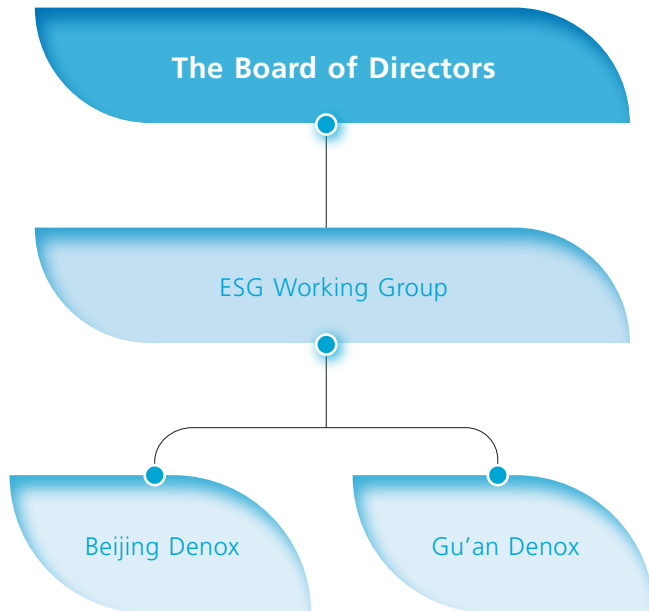 The Board of Directors
ESG Working Group
Beijing Denox
Gu’an Denox